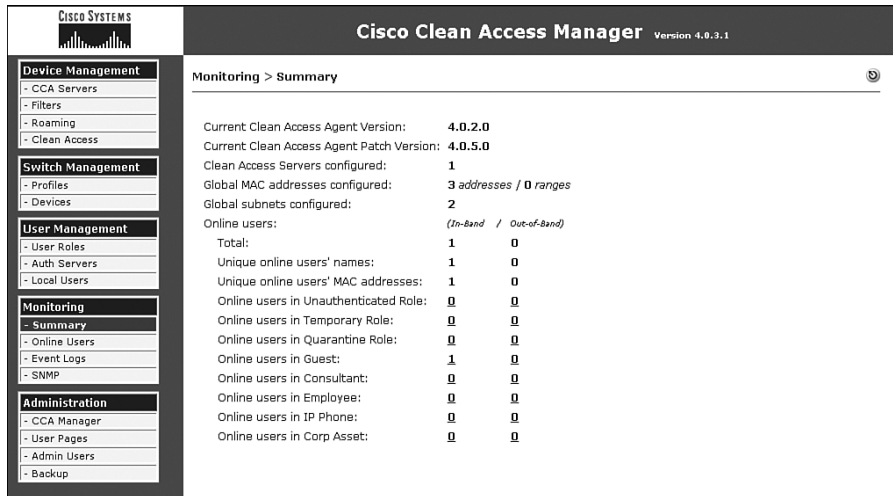 CISCO SYSTEMS
Cisco Clean Access Manager Version 4.0.3.1
Device Management
- CCA Servers
- Filters
- Roaming
- Clean Access
Switch Management
- Profiles
- Devices
User Management
- User Roles
- Auth Servers
- Local Users
Monitoring
- Summary
- Online Users
- Event Logs
- SNMP
Administration
- CCA Manager
- User Pages
- Admin Users
- Backup
Monitoring > Summary
Current Clean Access Agent Version: 4.0.2.0
Current Clean Access Agent Patch Version: 4.0.5.0
Clean Access Servers configured: 1
Global MAC addresses configured: 3 addresses / 0 ranges
Global subnets configured: 2
Online users: (In-Band / Out-of-Band)
Total: 1 0
Unique online users' names: 1 0
Unique online users' MAC addresses: 1 0
Online users in Unauthenticated Role: 0 0
Online users in Temporary Role: 0 0
Online users in Quarantine Role: 0 0
Online users in Guest: 1 0
Online users in Consultant: 0 0
Online users in Employee: 0 0
Online users in IP Phone: 0 0
Online users in Corp Asset: 0 0